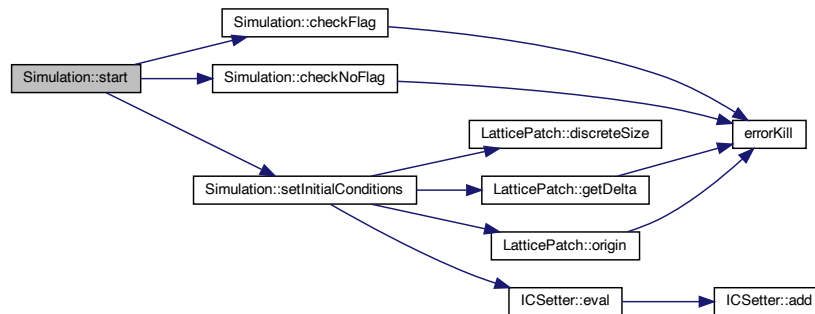 Simulation::checkFlag
Simulation::start
Simulation::checkNoFlag
LatticePatch::discreteSize
errorKill
Simulation::setInitialConditions
LatticePatch::getDelta
LatticePatch::origin
ICSetter::eval
ICSetter::add